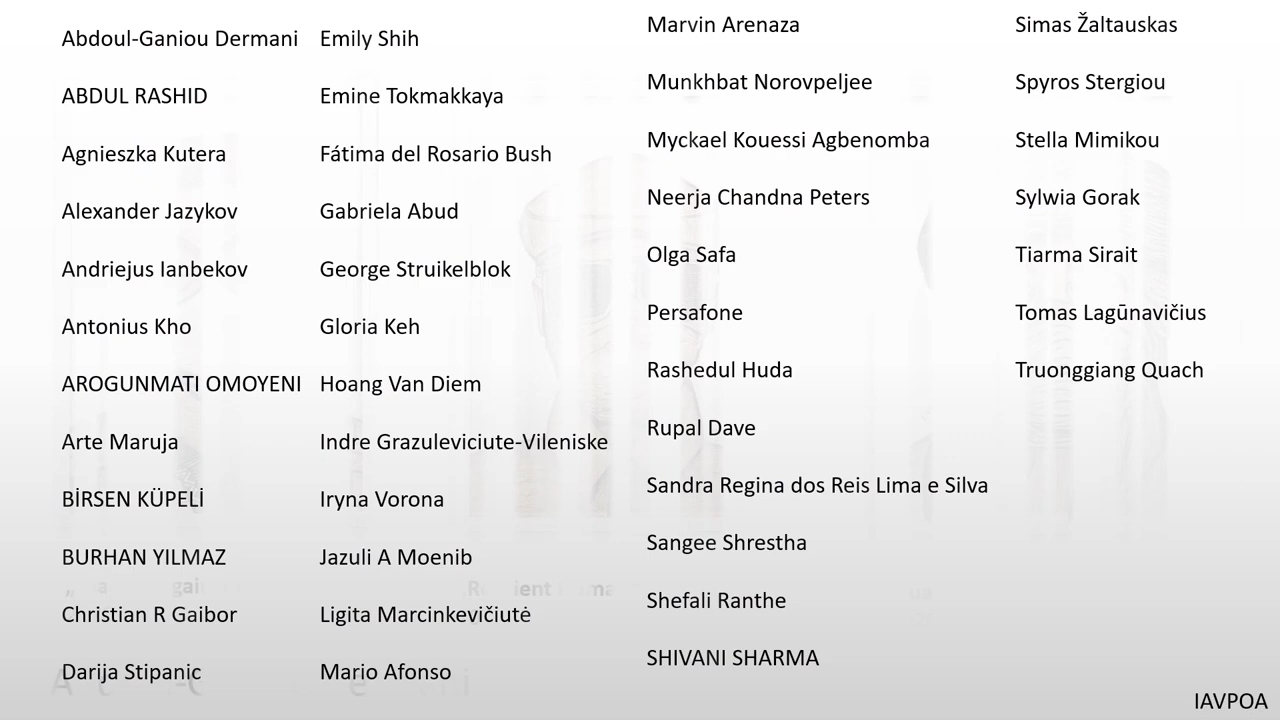 Abdoul-Ganiou Dermani
ABDUL RASHID
Agnieszka Kutera
Alexander Jazykov
Andriejus Ianbekov
Antonius Kho
AROGUNMATI OMOYENI
Arte Maruja
BİRSEN KÜPELİ
BURHAN YILMAZ
Christian R Gaibor
Darija Stipanic
Emily Shih
Emine Tokmakkaya
Fátima del Rosario Bush
Gabriela Abud
George Struikelblok
Gloria Keh
Hoang Van Diem
Indre Grazuleviciute-Vileniske
Iryna Vorona
Jazuli A Moenib
Ligita Marcinkevičiutė
Mario Afonso
Marvin Arenaza
Munkhbat Norovpeljee
Myckael Kouessi Agbenomba
Neerja Chandna Peters
Olga Safa
Persafone
Rashedul Huda
Rupal Dave
Sandra Regina dos Reis Lima e Silva
Sangee Shrestha
Shefali Ranthe
SHIVANI SHARMA
Simas Žaltauskas
Spyros Stergiou
Stella Mimikou
Sylwia Gorak
Tiarma Sirait
Tomas Lagūnavičius
Truonggiang Quach
IAVPOA